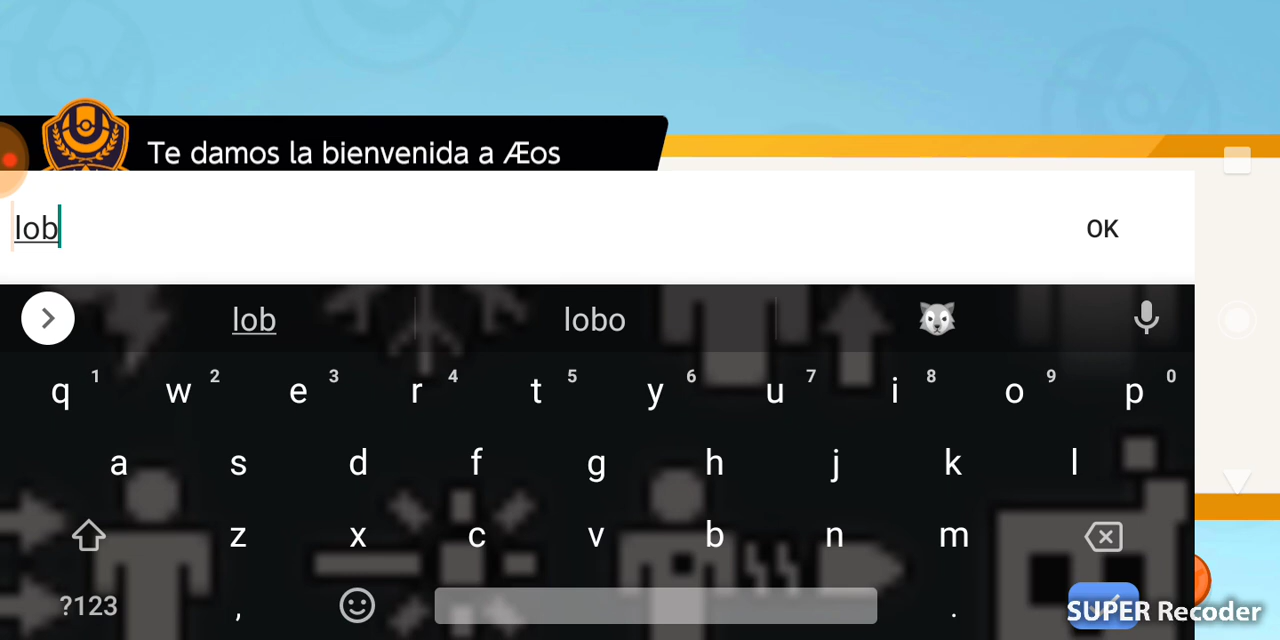 Te damos la bienvenida a Æos
lob
OK
lob lobo
q 1 w 2 e 3 r 4 t 5 y 6 u 7 i 8 o 9 p 0
a s d f g h j k l
z x c v b n m
?123 , .
SUPER Recoder